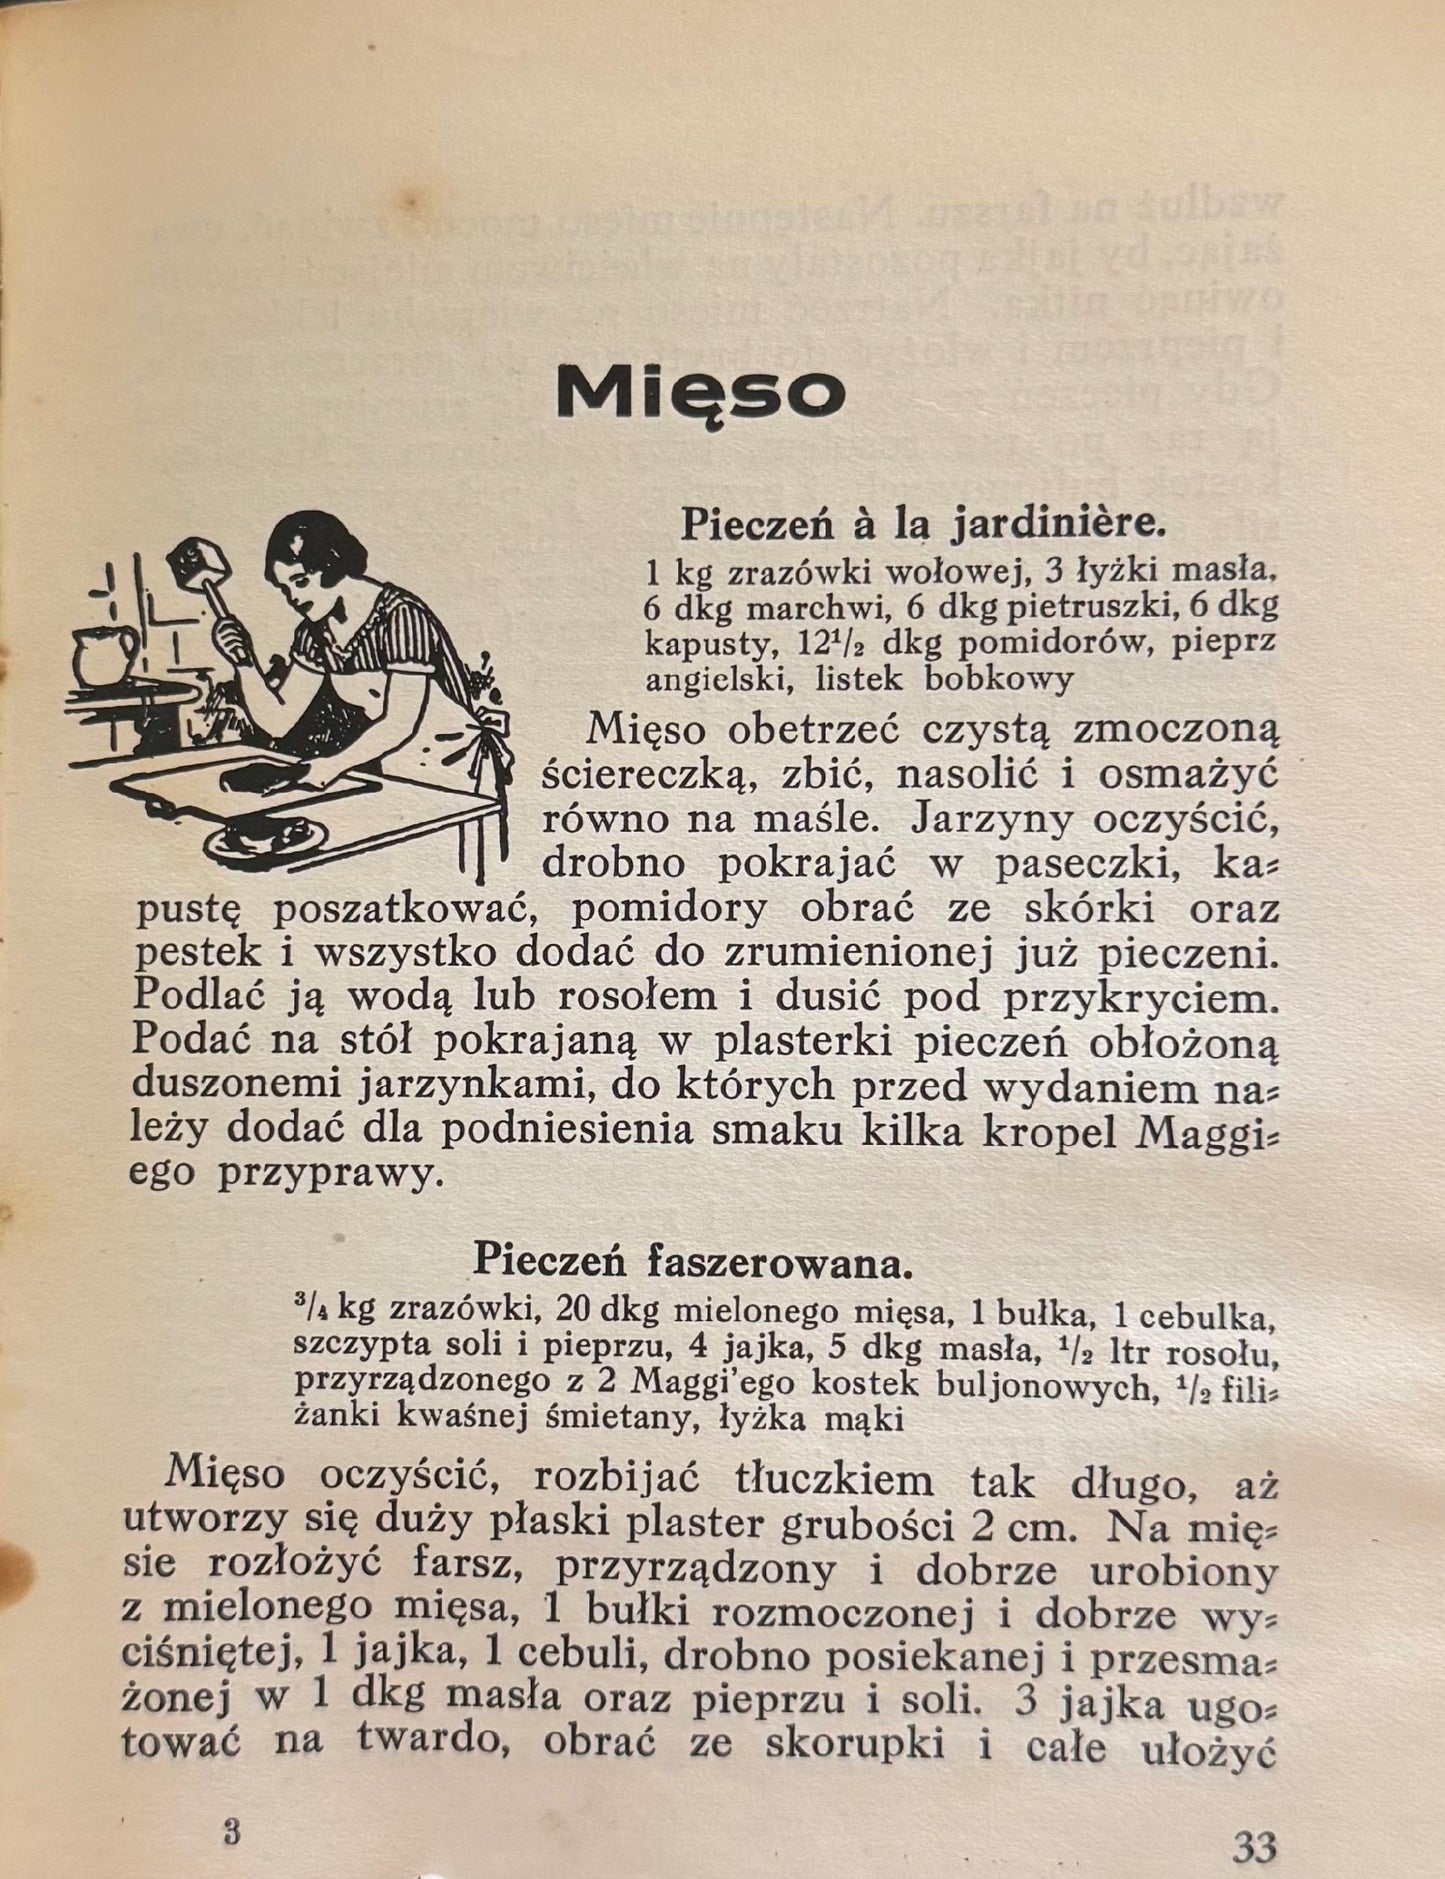 Mięso
Pieczeń à la jardinière.
1 kg zrazówki wołowej, 3 łyżki masła,
6 dkg marchwi, 6 dkg pietruszki, 6 dkg
kapusty, 12¹/₂ dkg pomidorów, pieprz
angielski, listek bobkowy
Mięso obetrzeć czystą zmoczoną
ściereczką, zbić, nasolić i osmażyć
równo na maśle. Jarzyny oczyścić,
drobno pokrajać w paseczki, ka⸗
pustę poszatkować, pomidory obrać ze skórki oraz
pestek i wszystko dodać do zrumienionej już pieczeni.
Podlać ją wodą lub rosołem i dusić pod przykryciem.
Podać na stół pokrajaną w plasterki pieczeń obłożoną
duszonemi jarzynkami, do których przed wydaniem na⸗
leży dodać dla podniesienia smaku kilka kropel Maggi⸗
ego przyprawy.
Pieczeń faszerowana.
³/₄ kg zrazówki, 20 dkg mielonego mięsa, 1 bułka, 1 cebulka,
szczypta soli i pieprzu, 4 jajka, 5 dkg masła, ¹/₂ ltr rosołu,
przyrządzonego z 2 Maggi’ego kostek buljonowych, ¹/₂ fili⸗
żanki kwaśnej śmietany, łyżka mąki
Mięso oczyścić, rozbijać tłuczkiem tak długo, aż
utworzy się duży płaski plaster grubości 2 cm. Na mię⸗
sie rozłożyć farsz, przyrządzony i dobrze urobiony
z mielonego mięsa, 1 bułki rozmoczonej i dobrze wy⸗
ciśniętej, 1 jajka, 1 cebuli, drobno posiekanej i przesma⸗
żonej w 1 dkg masła oraz pieprzu i soli. 3 jajka ugo⸗
tować na twardo, obrać ze skorupki i całe ułożyć
3
33